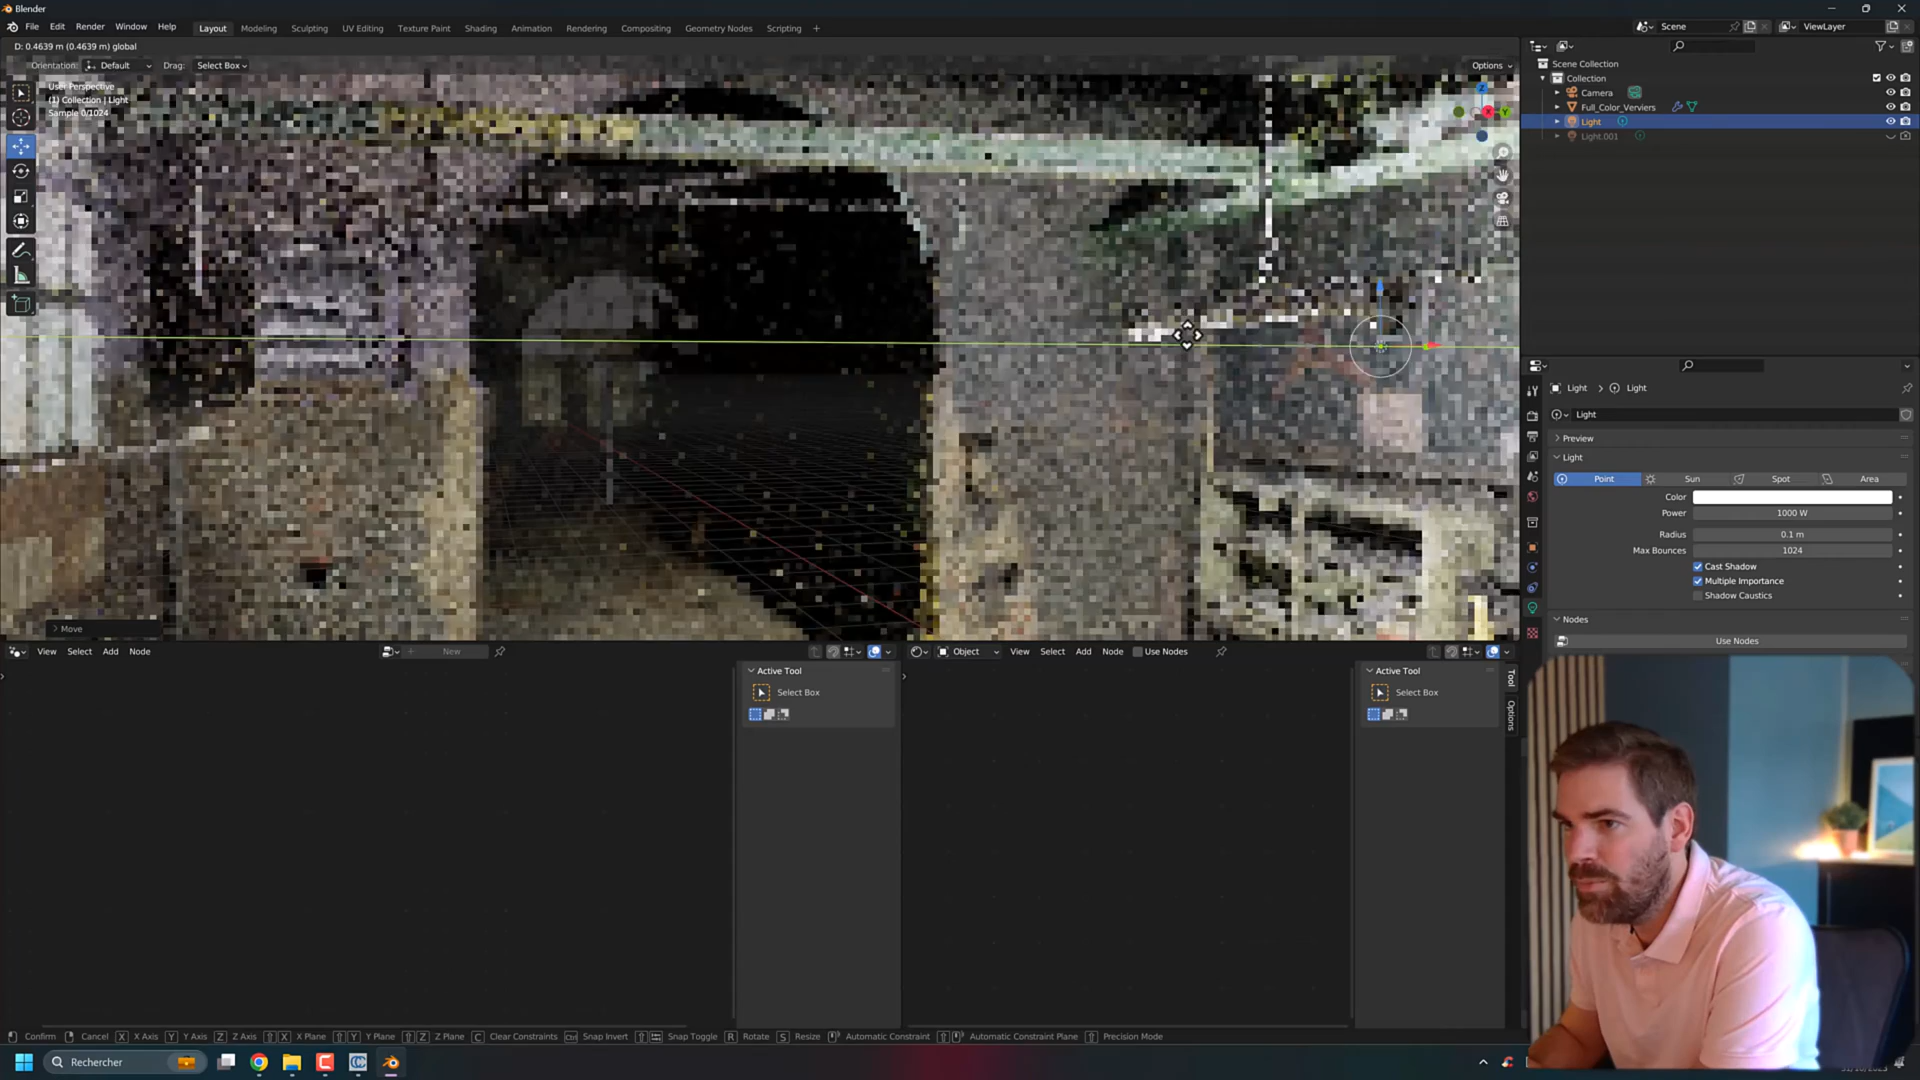 Blender
File Edit Render Window Help Layout Modeling Sculpting UV Editing Texture Paint Shading Animation Rendering Compositing Geometry Nodes Scripting + Scene ViewLayer
D: 0.4639 m (0.4639 m) global
Orientation: Default Drag: Select Box Options
User Perspective
(1) Collection | Light
Sample 0/1024
Scene Collection
Collection
Camera
Full_Color_Verviers
Light
Light.001
Light > Light
Light
Preview
Light
Point Sun Spot Area
Color
Power 1000 W
Radius 0.1 m
Max Bounces 1024
Cast Shadow
Multiple Importance
Shadow Caustics
Nodes
Use Nodes
Move
View Select Add Node + New
Object View Select Add Node Use Nodes
Active Tool
Select Box
Active Tool
Select Box
Tool
Options
Confirm Cancel X X Axis Y Y Axis Z Z Axis X X Plane Y Y Plane Z Z Plane C Clear Constraints Ctrl Snap Invert Snap Toggle R Rotate S Resize Automatic Constraint Automatic Constraint Plane Precision Mode
Rechercher